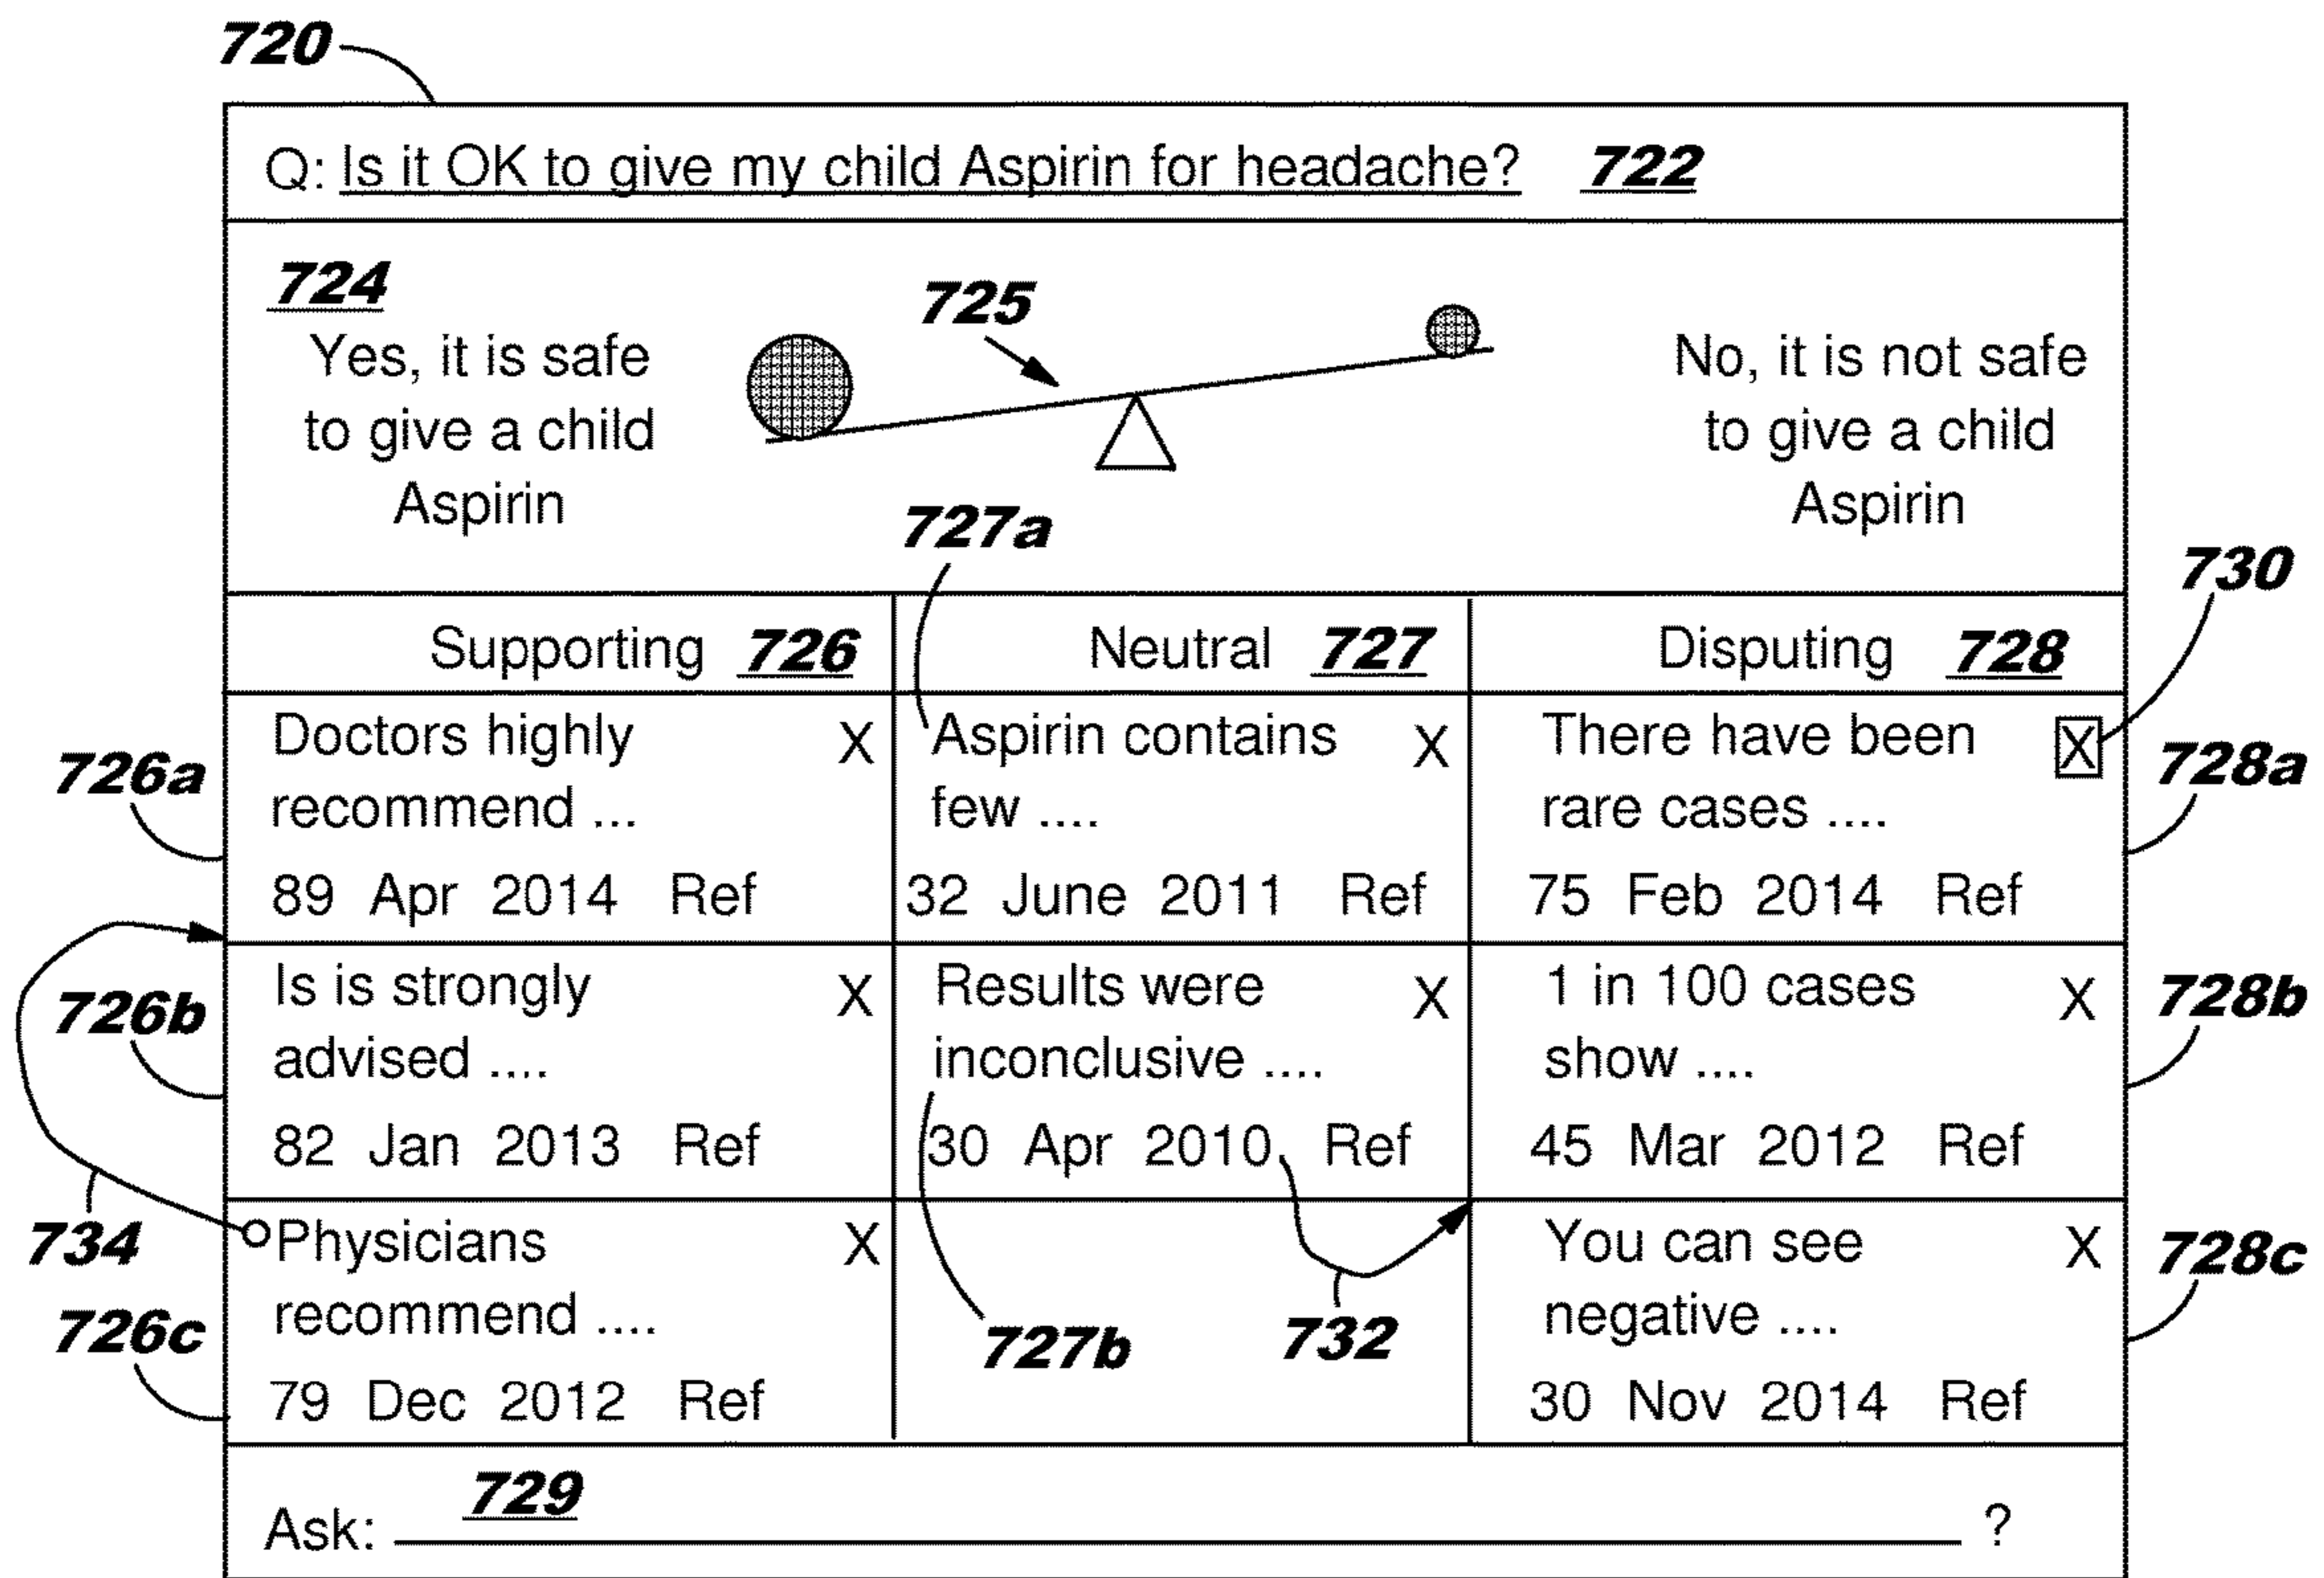 720
Q: Is it OK to give my child Aspirin for headache? 722
724
725
Yes, it is safe
to give a child
Aspirin
No, it is not safe
to give a child
Aspirin
727a
730
Supporting 726
Neutral 727
Disputing 728
726a
Doctors highly X
recommend ...
89 Apr 2014 Ref
Aspirin contains X
few ....
32 June 2011 Ref
There have been X
rare cases ....
75 Feb 2014 Ref
728a
726b
Is is strongly X
advised ....
82 Jan 2013 Ref
Results were X
inconclusive ....
30 Apr 2010 Ref
1 in 100 cases X
show ....
45 Mar 2012 Ref
728b
734
726c
Physicians X
recommend ....
79 Dec 2012 Ref
727b
732
You can see X
negative ....
30 Nov 2014 Ref
728c
729
Ask: ?